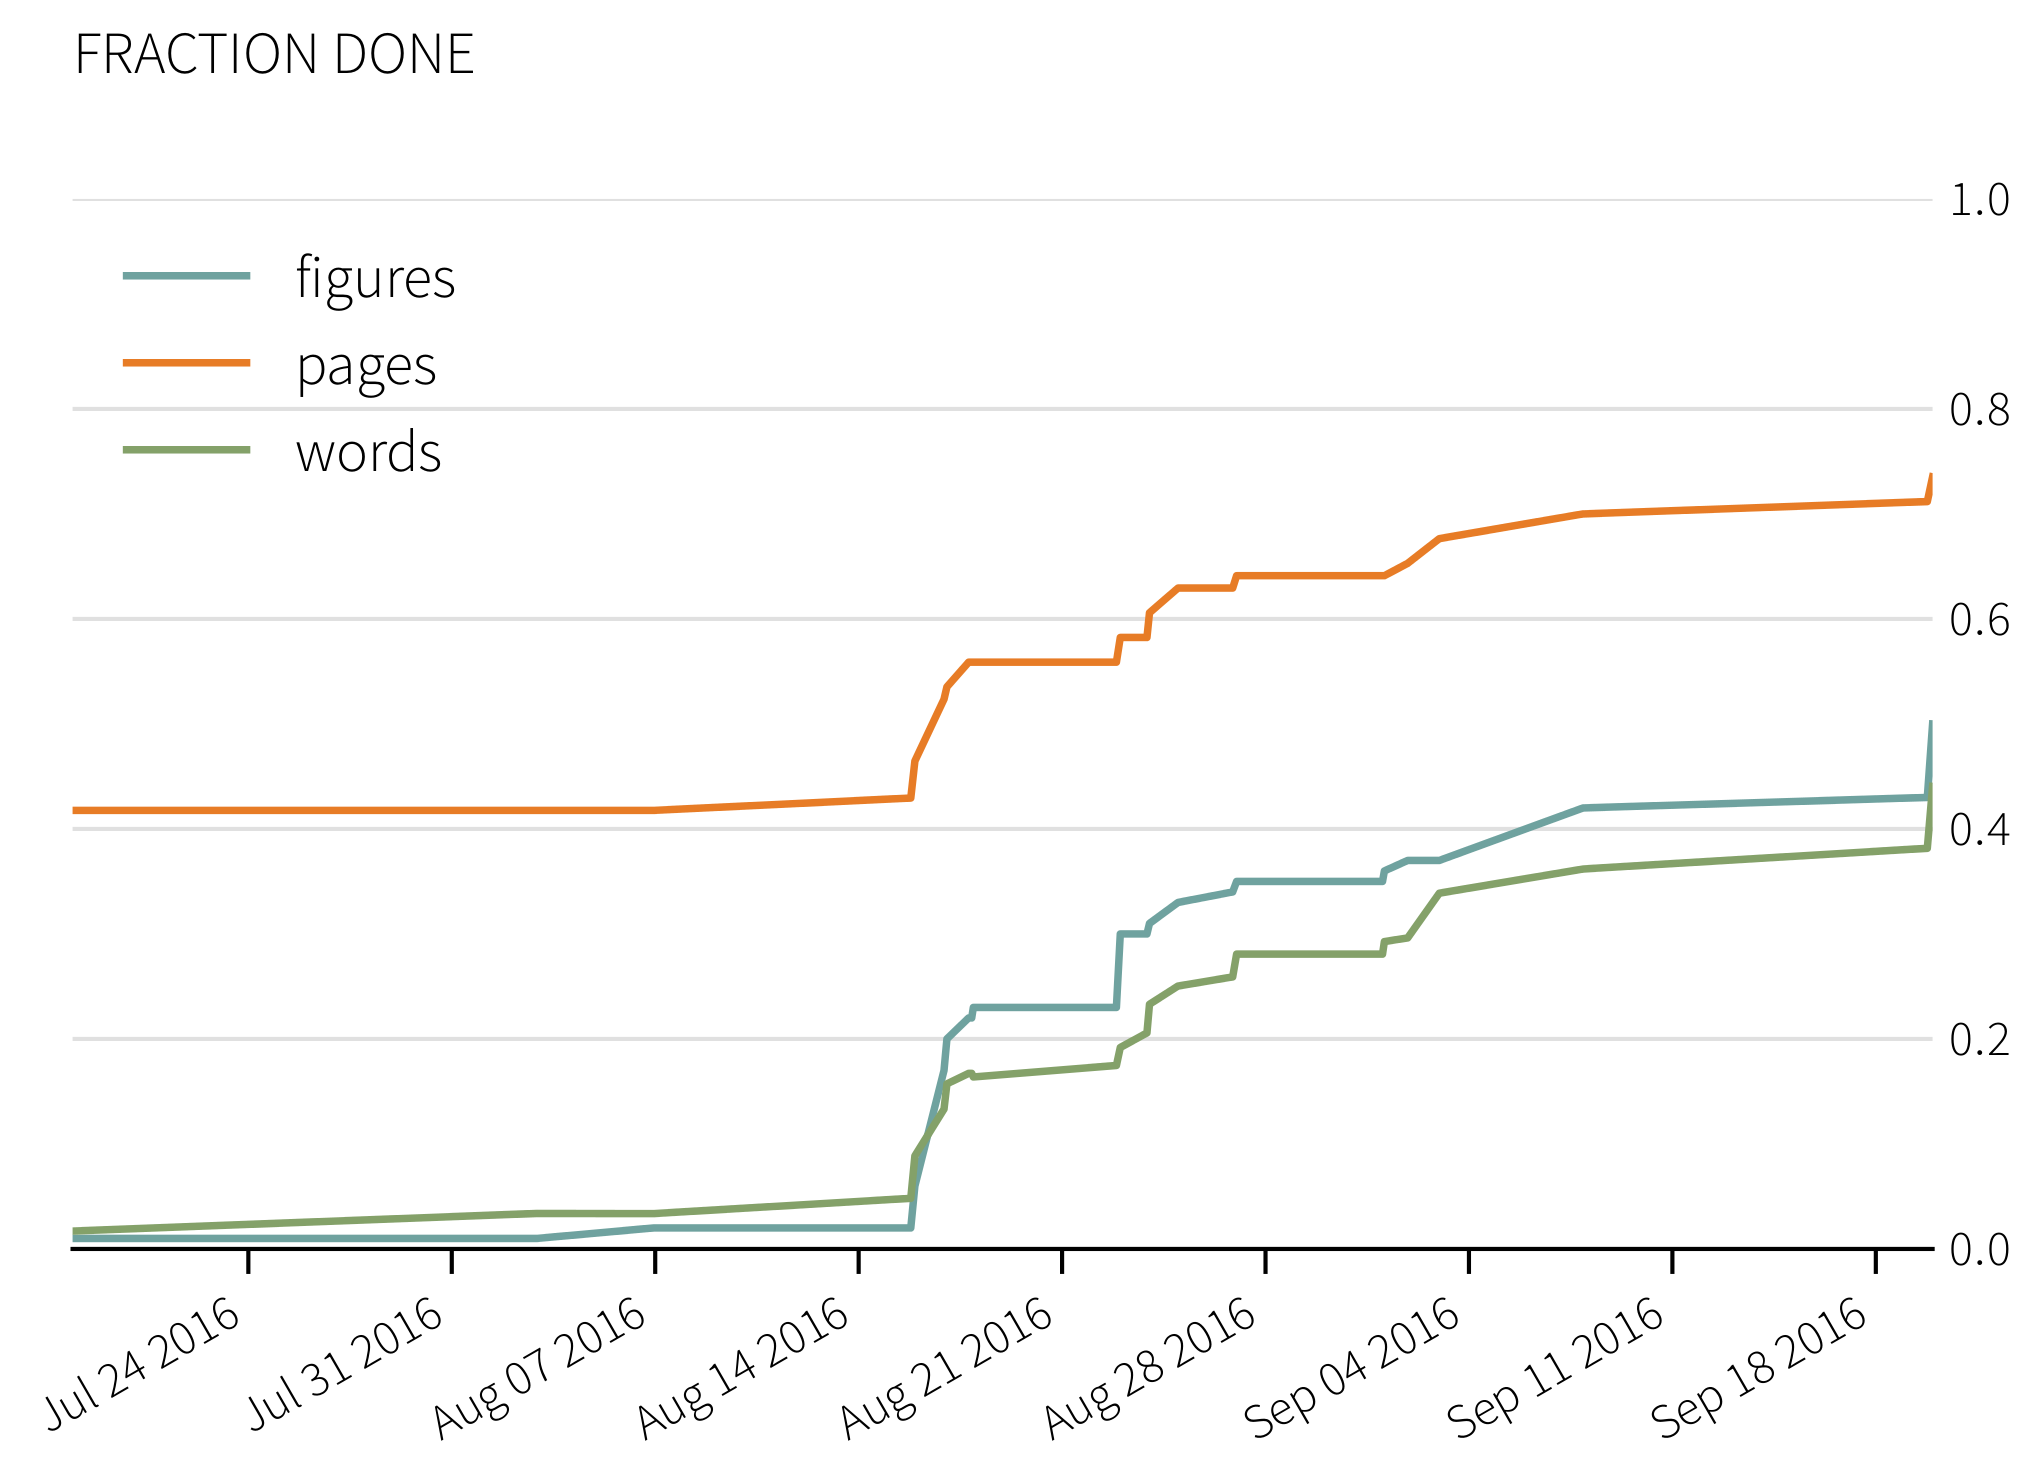 FRACTION DONE
1.0
figures
pages
0.8
words
0.6
0.4
0.2
0.0
Jul 24 2016
Jul 31 2016
Aug 07 2016
Aug 14 2016
Aug 21 2016
Aug 28 2016
Sep 04 2016
Sep 11 2016
Sep 18 2016